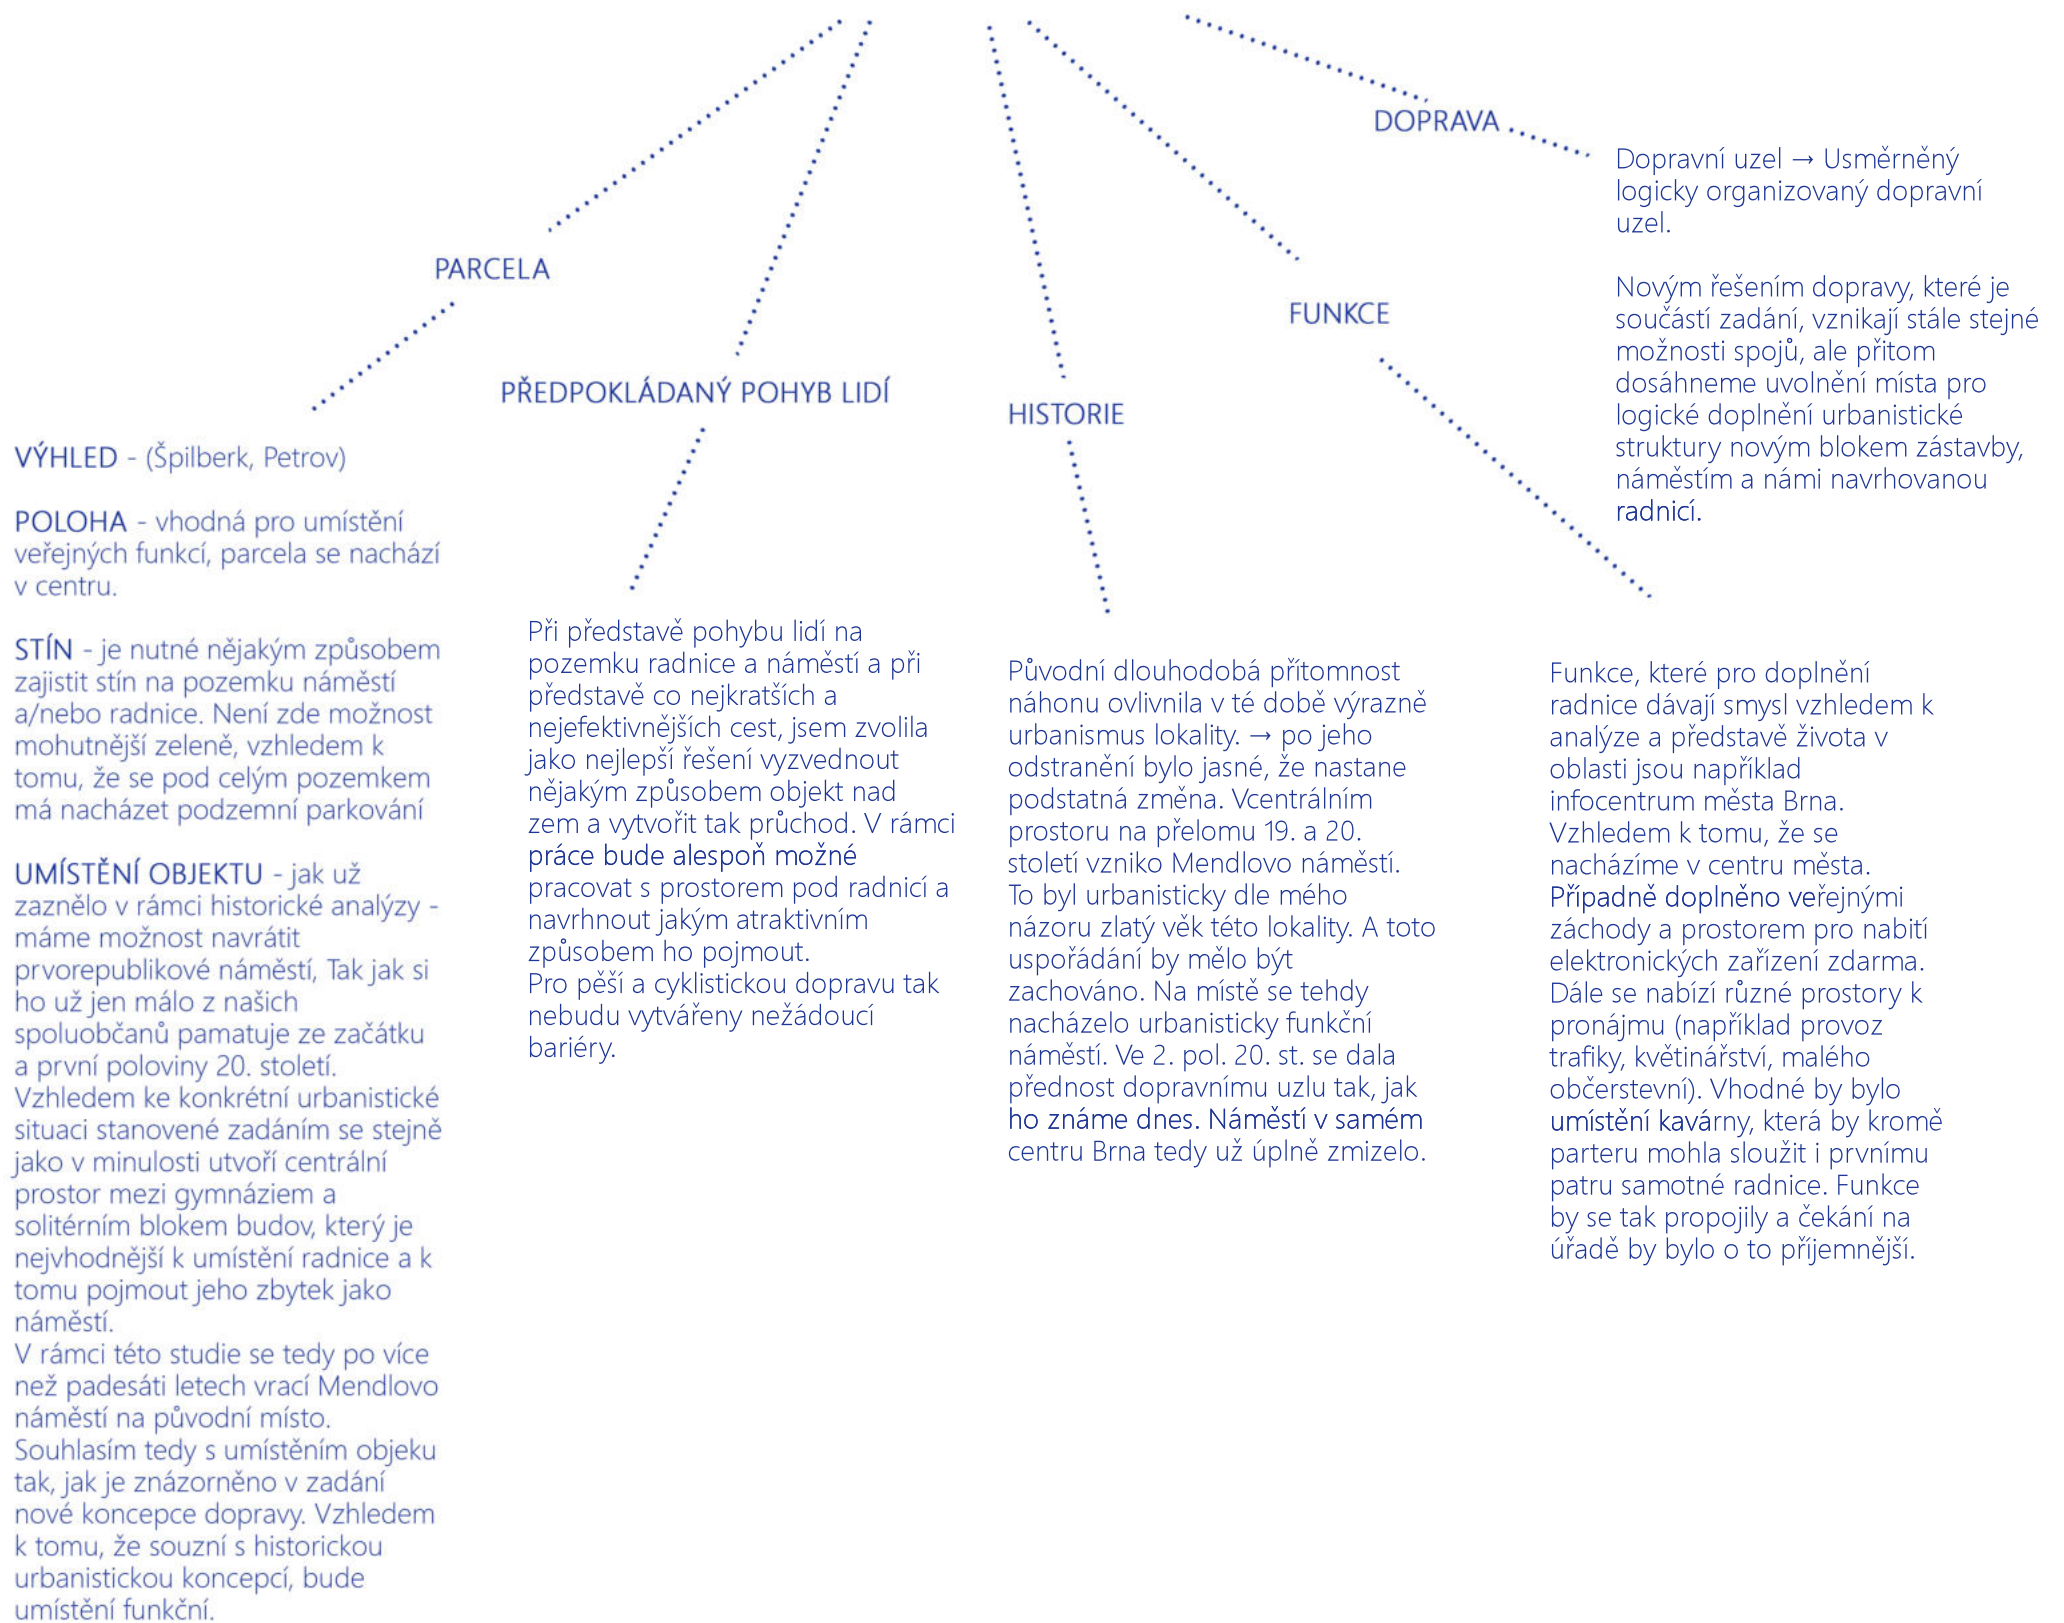 DOPRAVA
Dopravní uzel → Usměrněný
logicky organizovaný dopravní
uzel.
Novým řešením dopravy, které je
součástí zadání, vznikají stále stejné
možnosti spojů, ale přitom
dosáhneme uvolnění místa pro
logické doplnění urbanistické
struktury novým blokem zástavby,
náměstím a námi navrhovanou
radnicí.
PARCELA
VÝHLED - (Špilberk, Petrov)
POLOHA - vhodná pro umístění
veřejných funkcí, parcela se nachází
v centru.
STÍN - je nutné nějakým způsobem
zajistit stín na pozemku náměstí
a/nebo radnice. Není zde možnost
mohutnější zeleně, vzhledem k
tomu, že se pod celým pozemkem
má nacházet podzemní parkování
UMÍSTĚNÍ OBJEKTU - jak už
zaznělo v rámci historické analýzy -
máme možnost navrátit
prvorepublikové náměstí, Tak jak si
ho už jen málo z našich
spoluobčanů pamatuje ze začátku
a první poloviny 20. století.
Vzhledem ke konkrétní urbanistické
situaci stanovené zadáním se stejně
jako v minulosti utvoří centrální
prostor mezi gymnáziem a
solitérním blokem budov, který je
nejvhodnější k umístění radnice a k
tomu pojmout jeho zbytek jako
náměstí.
V rámci této studie se tedy po více
než padesáti letech vrací Mendlovo
náměstí na původní místo.
Souhlasím tedy s umístěním objeku
tak, jak je znázorněno v zadání
nové koncepce dopravy. Vzhledem
k tomu, že souzní s historickou
urbanistickou koncepcí, bude
umístění funkční.
PŘEDPOKLÁDANÝ POHYB LIDÍ
Při představě pohybu lidí na
pozemku radnice a náměstí a při
představě co nejkratších a
nejefektivnějších cest, jsem zvolila
jako nejlepší řešení vyzvednout
nějakým způsobem objekt nad
zem a vytvořit tak průchod. V rámci
práce bude alespoň možné
pracovat s prostorem pod radnicí a
navrhnout jakým atraktivním
způsobem ho pojmout.
Pro pěší a cyklistickou dopravu tak
nebudu vytvářeny nežádoucí
bariéry.
HISTORIE
Původní dlouhodobá přítomnost
náhonu ovlivnila v té době výrazně
urbanismus lokality. → po jeho
odstranění bylo jasné, že nastane
podstatná změna. Vcentrálním
prostoru na přelomu 19. a 20.
století vzniko Mendlovo náměstí.
To byl urbanisticky dle mého
názoru zlatý věk této lokality. A toto
uspořádání by mělo být
zachováno. Na místě se tehdy
nacházelo urbanisticky funkční
náměstí. Ve 2. pol. 20. st. se dala
přednost dopravnímu uzlu tak, jak
ho známe dnes. Náměstí v samém
centru Brna tedy už úplně zmizelo.
FUNKCE
Funkce, které pro doplnění
radnice dávají smysl vzhledem k
analýze a představě života v
oblasti jsou například
infocentrum města Brna.
Vzhledem k tomu, že se
nacházíme v centru města.
Případně doplněno veřejnými
záchody a prostorem pro nabití
elektronických zařízení zdarma.
Dále se nabízí různé prostory k
pronájmu (například provoz
trafiky, květinářství, malého
občerstevní). Vhodné by bylo
umístění kavárny, která by kromě
parteru mohla sloužit i prvnímu
patru samotné radnice. Funkce
by se tak propojily a čekání na
úřadě by bylo o to příjemnější.